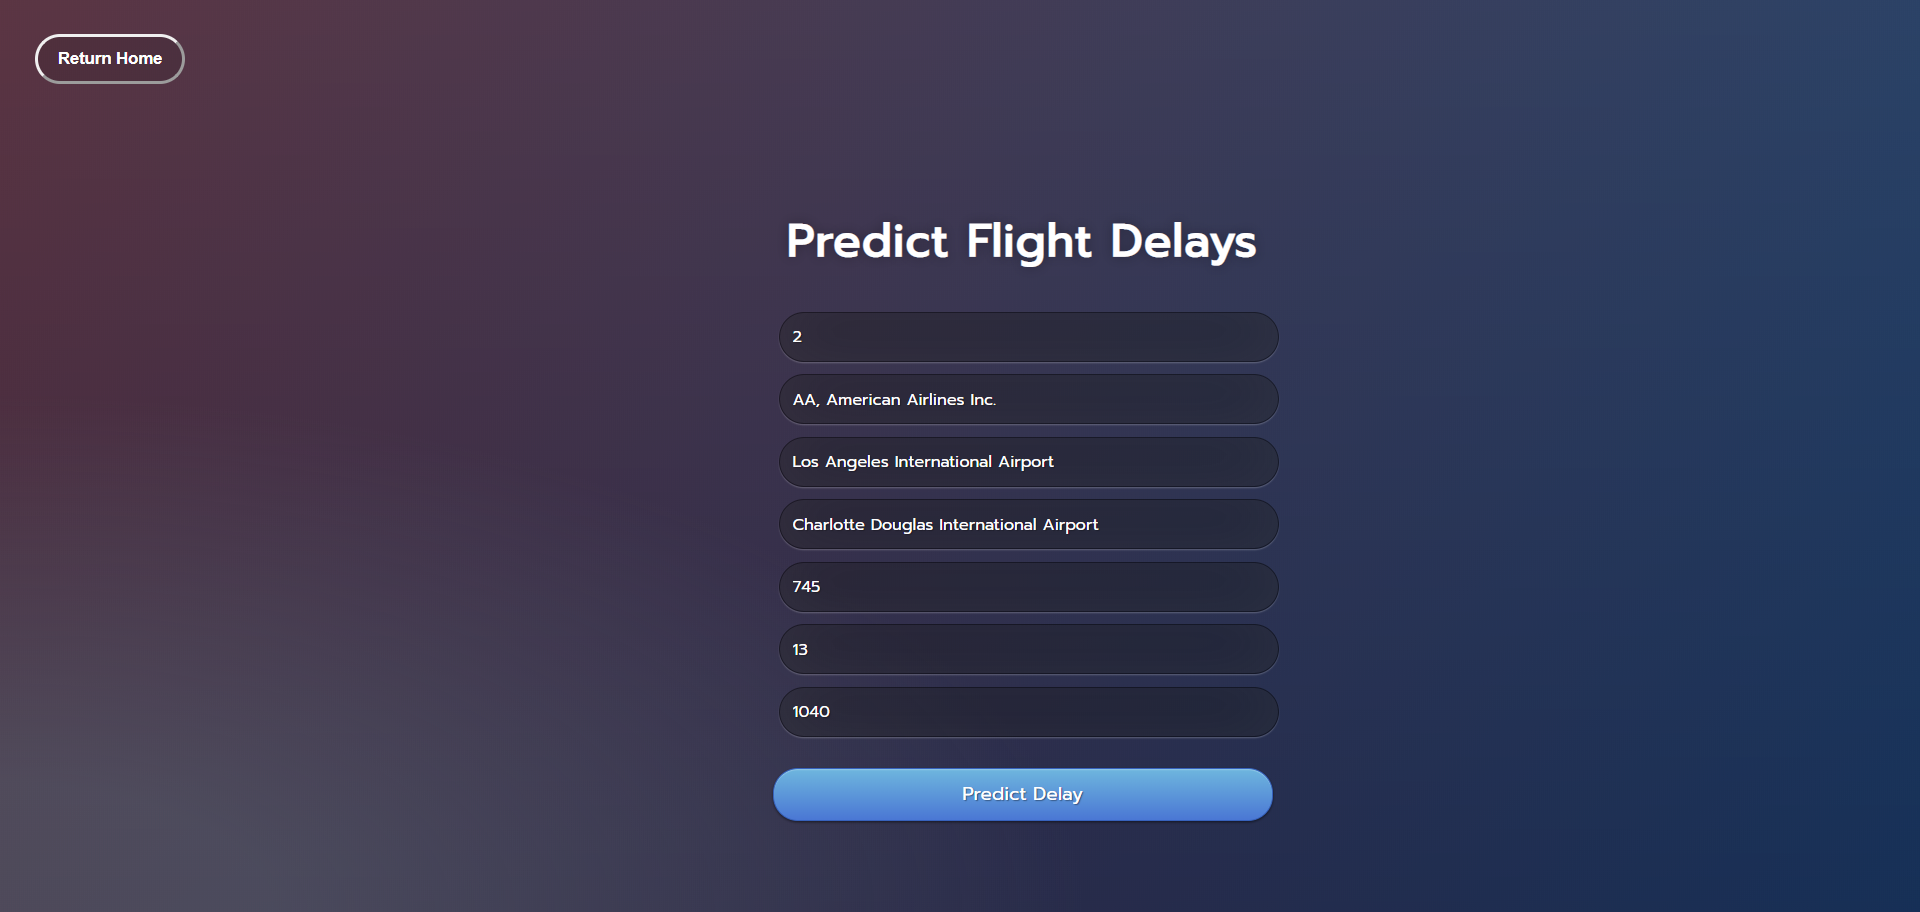 Return Home
Predict Flight Delays
2
AA, American Airlines Inc.
Los Angeles International Airport
Charlotte Douglas International Airport
745
13
1040
Predict Delay